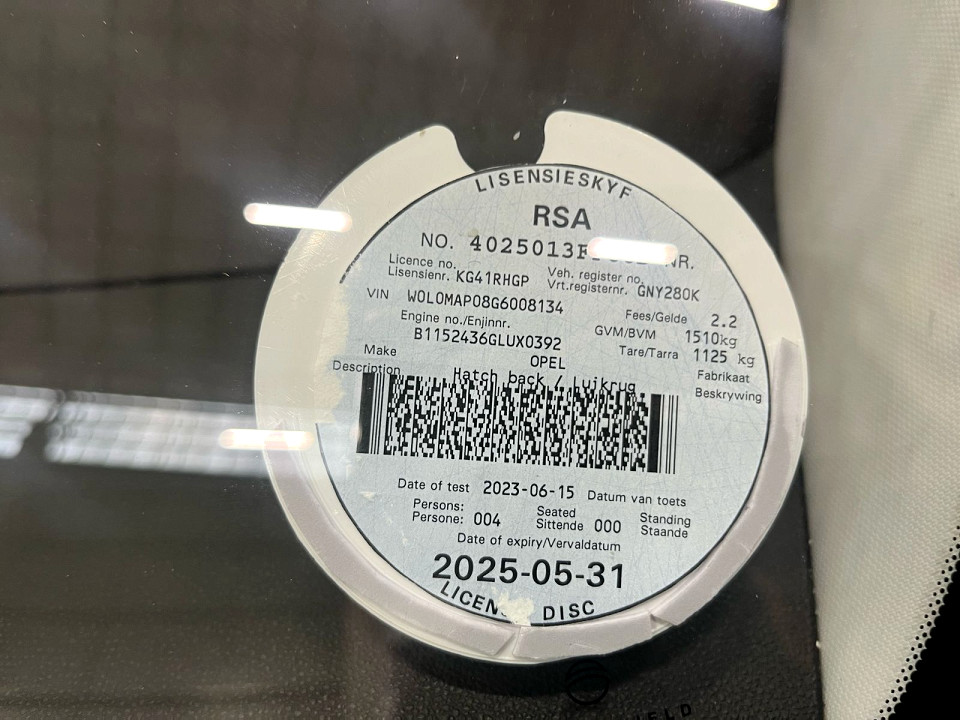 LISENSIESKYF
RSA
NO. 4025013F NR.
Licence no. Lisensienr. KG41RHGP Veh. register no. Vrt.registernr. GNY280K
VIN W0L0MAP08G6008134
Fees/Gelde 2.2
Engine no./Enjinnr. GVM/BVM 1510kg
B1152436GLUX0392 Tare/Tarra 1125 kg
Make OPEL Fabrikaat
Description Hatch back / Luikrug Beskrywing
Date of test 2023-06-15 Datum van toets
Persons: Persone: 004 Seated Sittende 000 Standing Staande
Date of expiry/Vervaldatum
2025-05-31
DISC